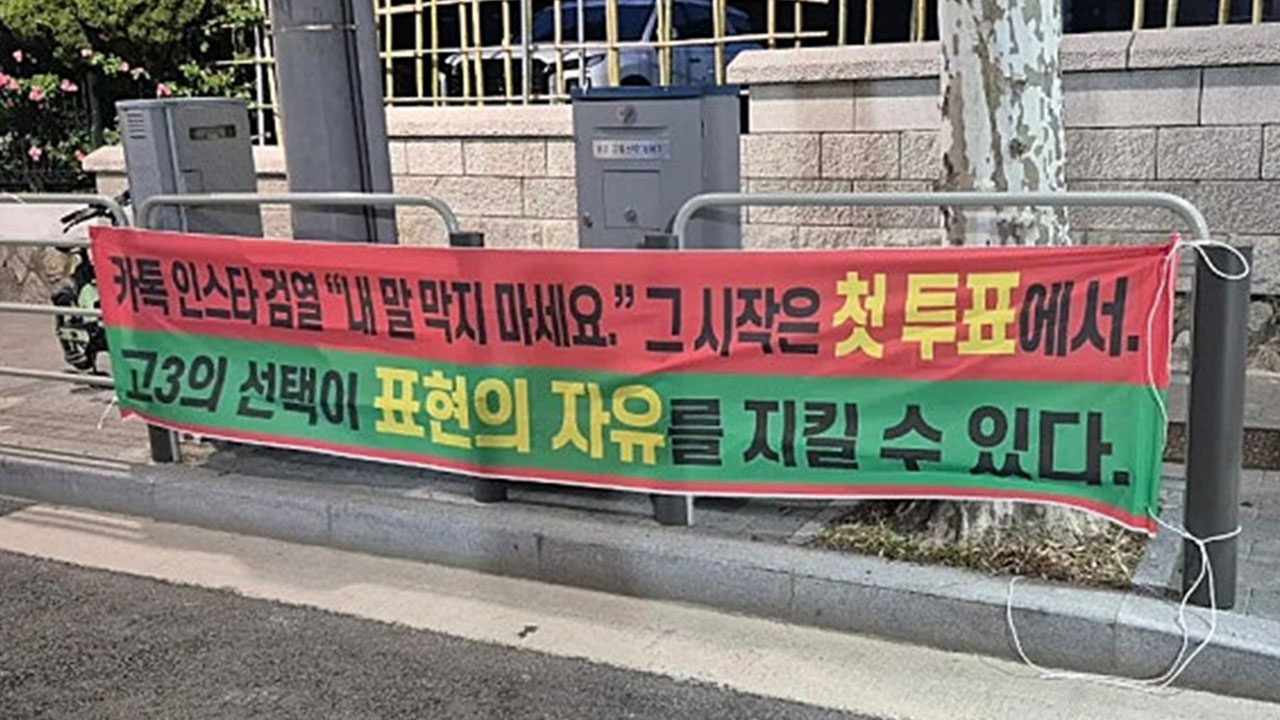 카톡 인스타 검열 “내 말 막지 마세요.” 그 시작은 첫 투표에서.
고3의 선택이 표현의 자유를 지킬 수 있다.